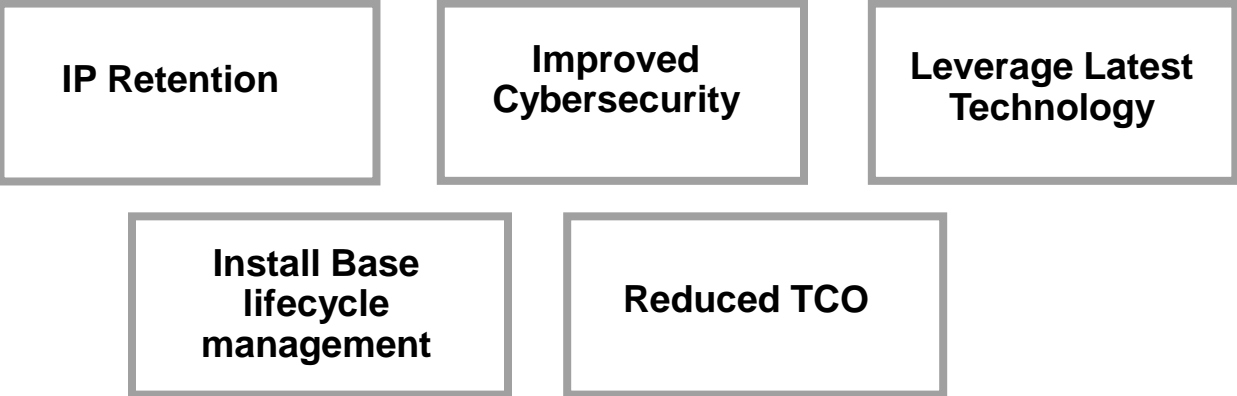 IP Retention
Improved
Cybersecurity
Leverage Latest
Technology
Install Base
lifecycle
management
Reduced TCO